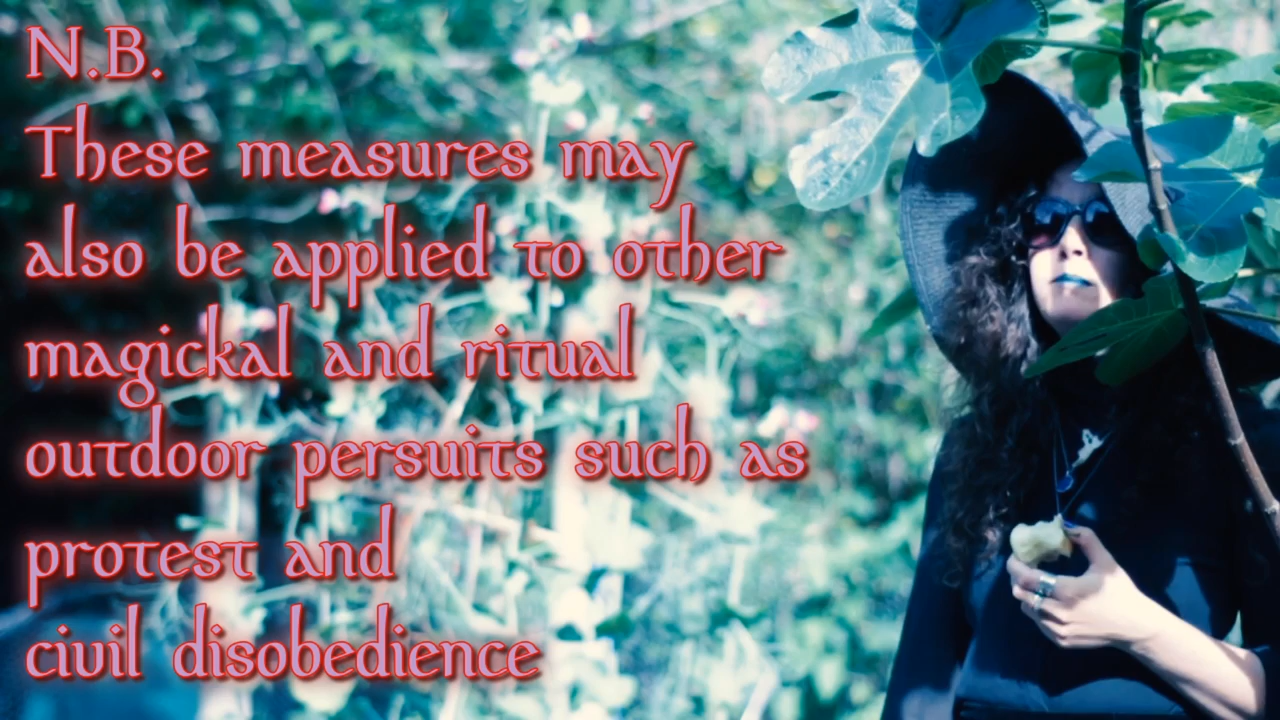 N.B.
These measures may
also be applied to other
magickal and ritual
outdoor persuits such as
protest and
civil disobedience